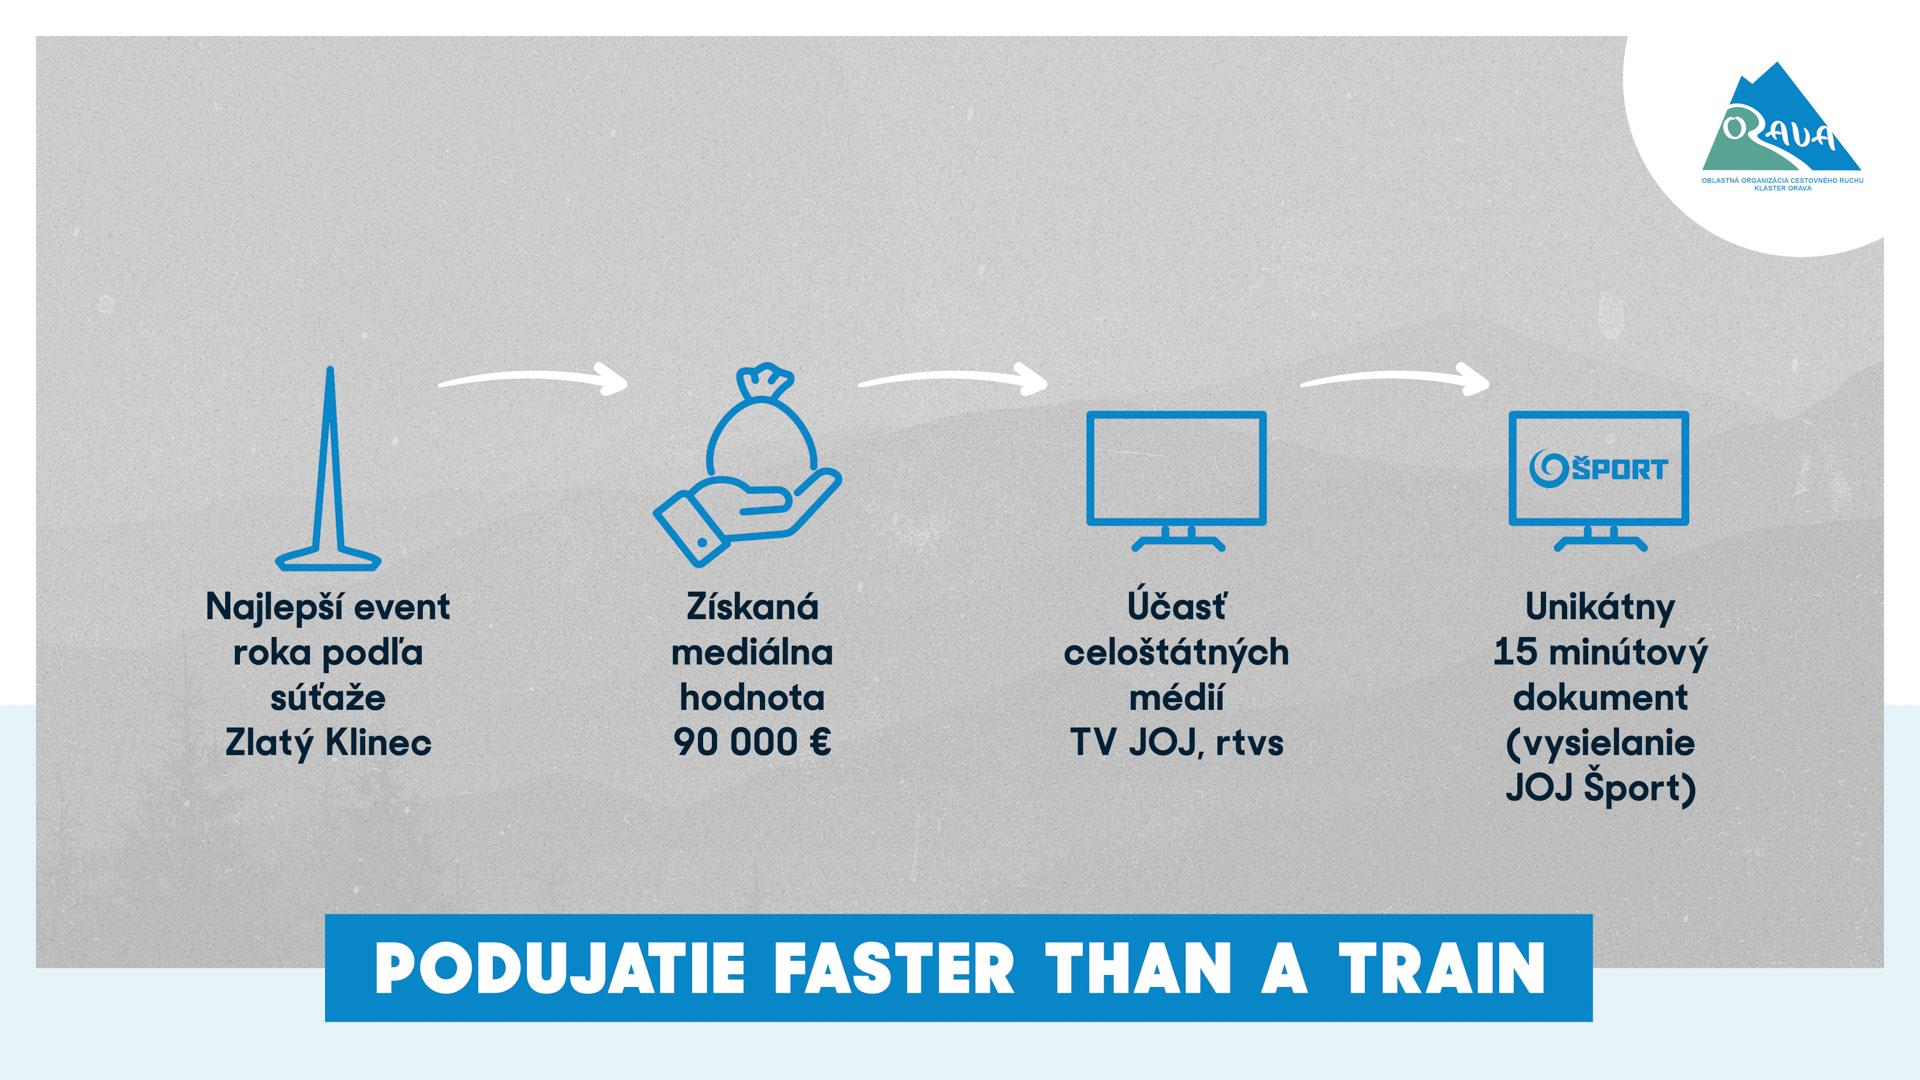 ORAVA
OBLASTNÁ ORGANIZÁCIA CESTOVNÉHO RUCHU
KLASTER ORAVA
Najlepší event
roka podľa
súťaže
Zlatý Klinec
Získaná
mediálna
hodnota
90 000 €
Účasť
celoštátných
médií
TV JOJ, rtvs
ŠPORT
Unikátny
15 minútový
dokument
(vysielanie
JOJ Šport)
PODUJATIE FASTER THAN A TRAIN